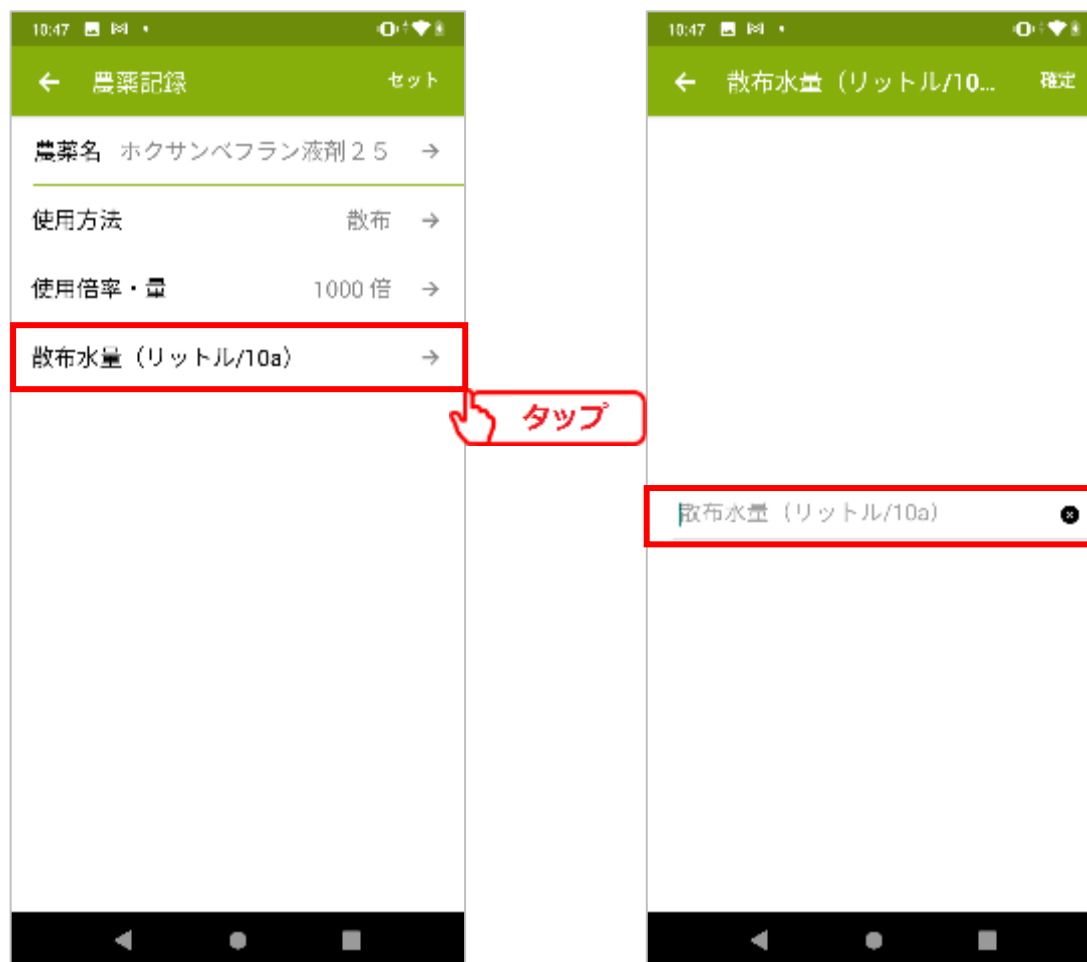 10:47
← 農薬記録 セット
農薬名 ホクサンベフラン液剤２５ →
使用方法 散布 →
使用倍率・量 1000 倍 →
散布水量（リットル/10a） →
タップ
10:47
← 散布水量（リットル/10... 確定
散布水量（リットル/10a）